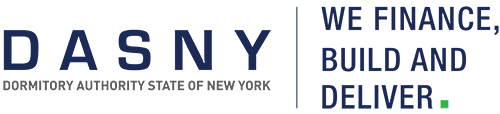 DASNY
DORMITORY AUTHORITY STATE OF NEW YORK
WE FINANCE,
BUILD AND
DELIVER.